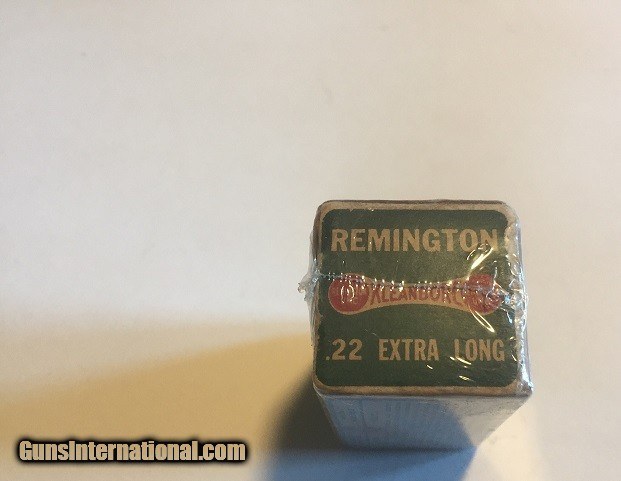 REMINGTON
KLEANBORE
.22 EXTRA LONG
GunsInternational.com